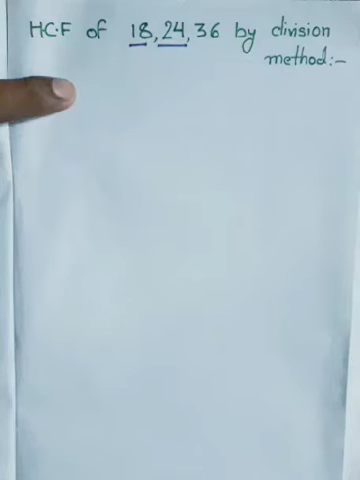 H.C.F of 18, 24, 36 by division
method:-